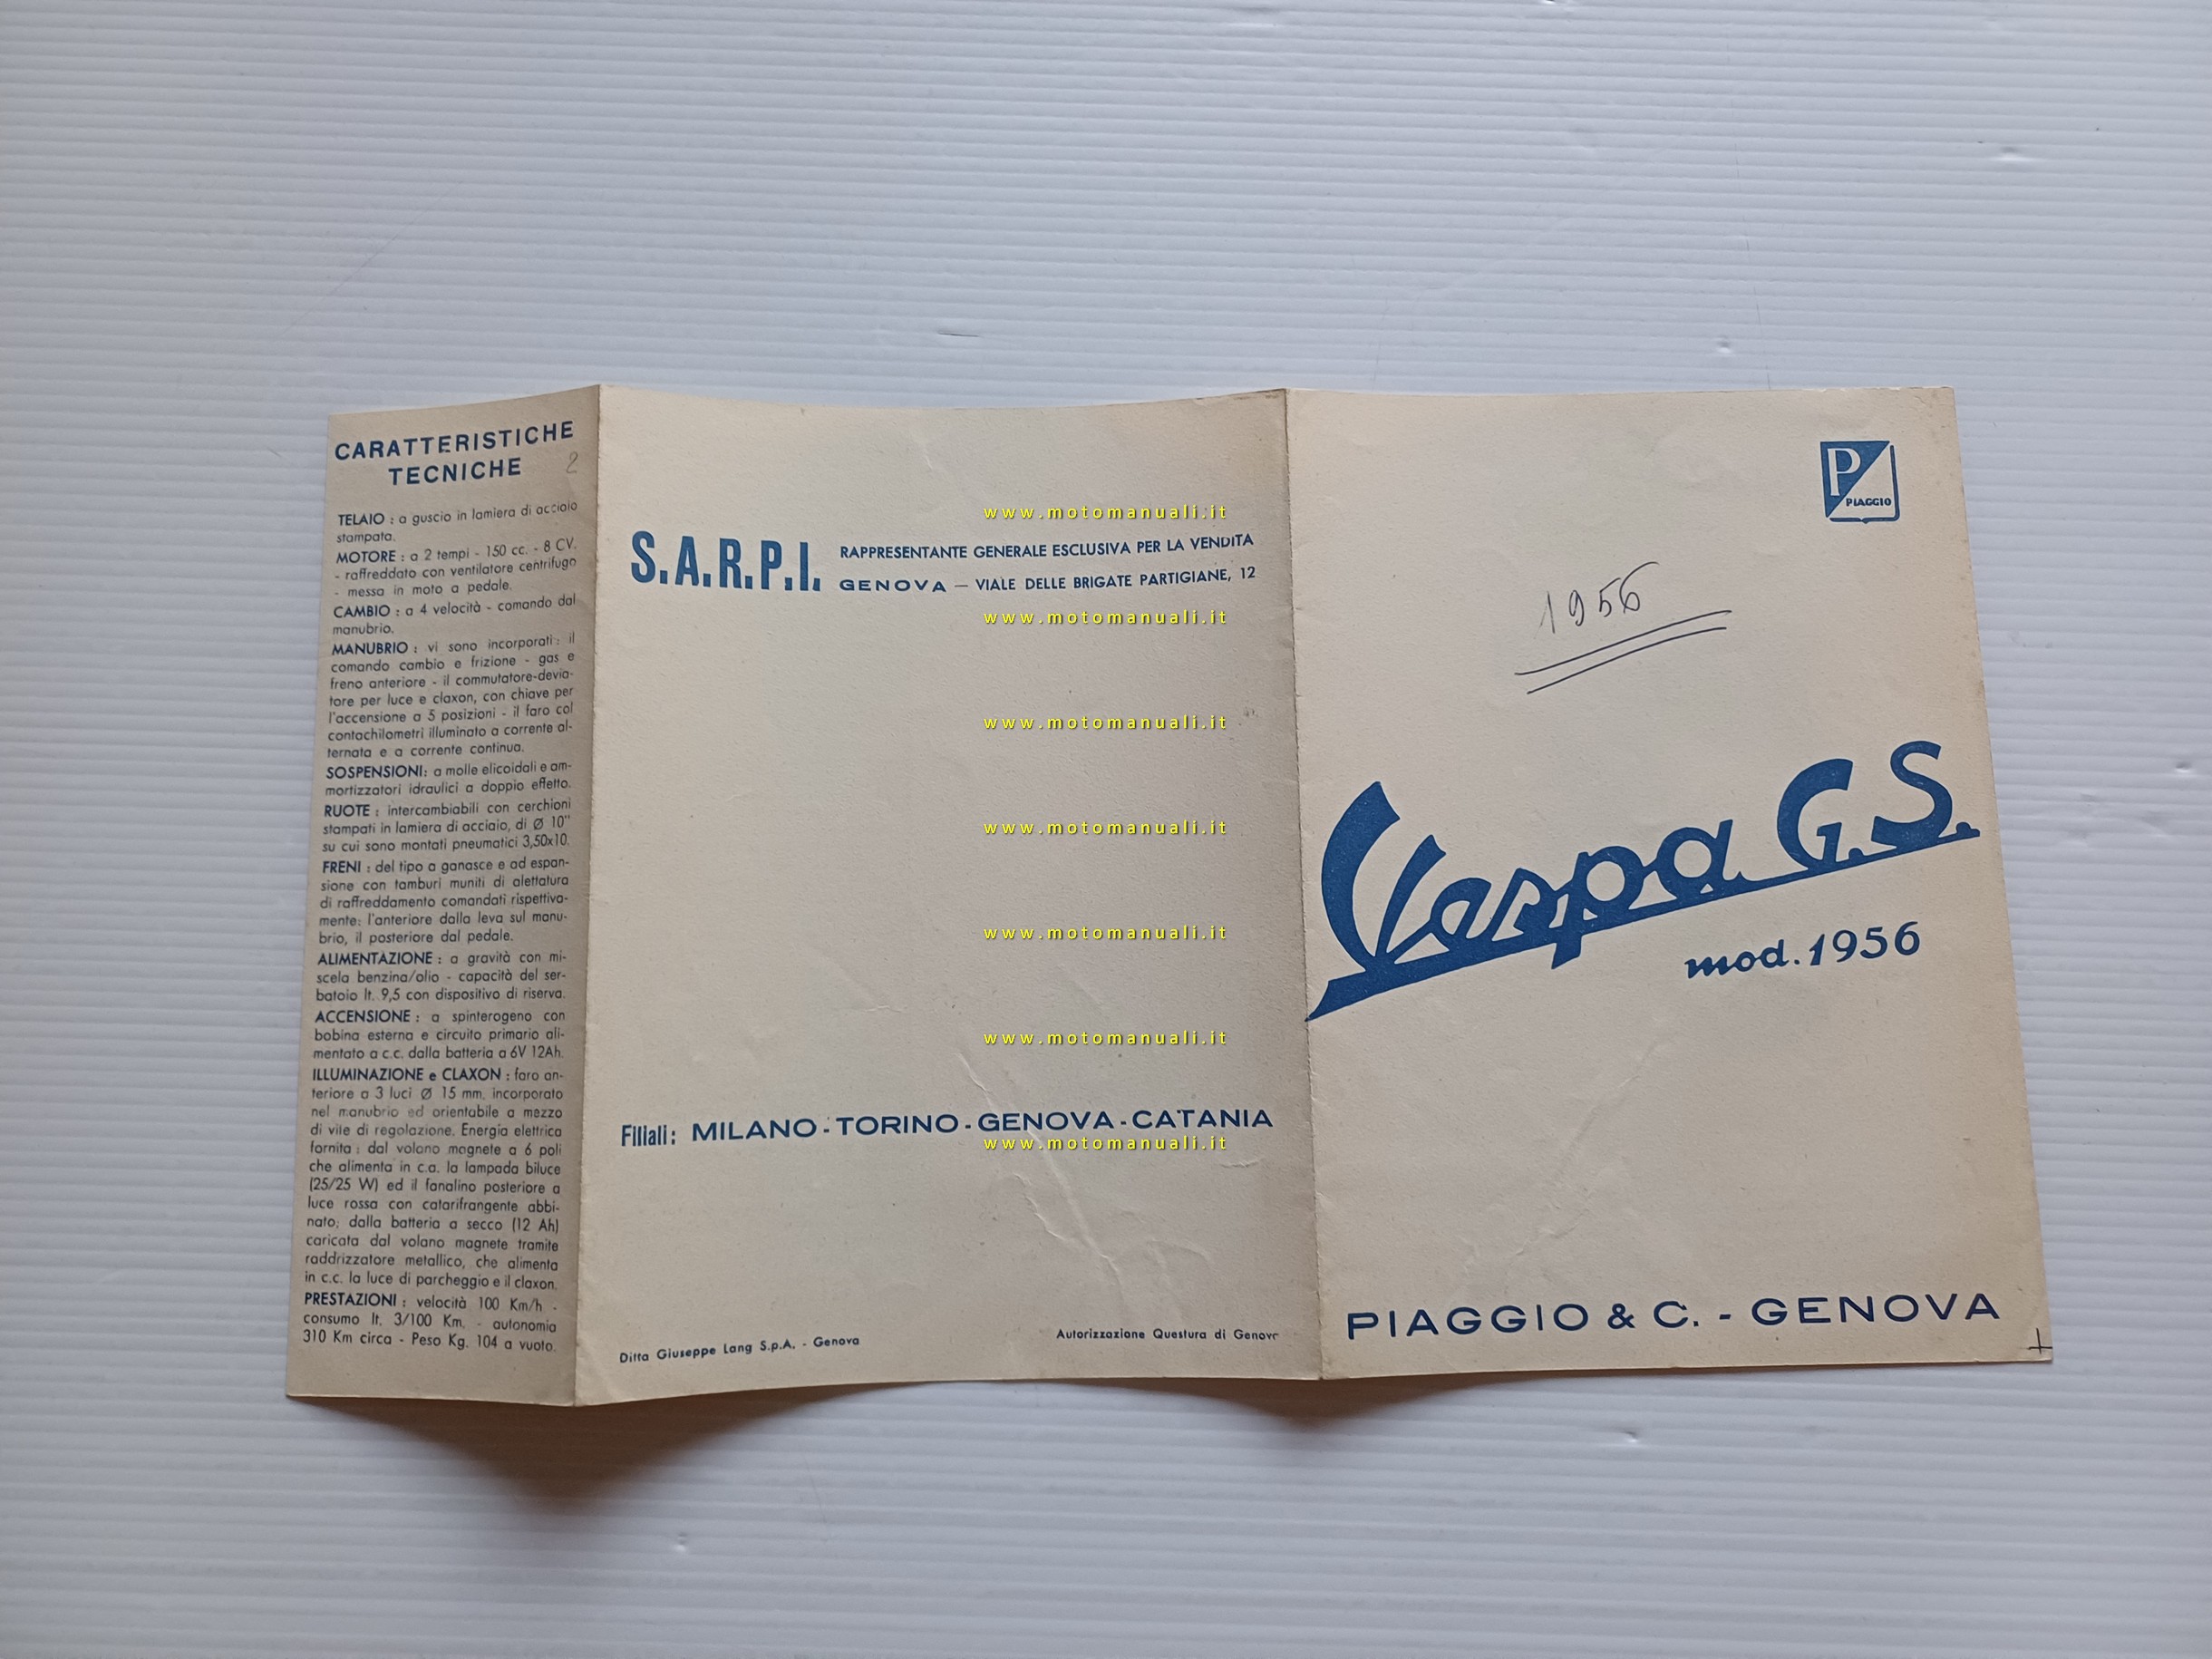 CARATTERISTICHE
TECNICHE
2
TELAIO : a guscio in lamiera di acciaio
stampata.
MOTORE : a 2 tempi - 150 cc. - 8 CV.
- raffreddato con ventilatore centrifugo
- messa in moto a pedale.
CAMBIO : a 4 velocità - comando dal
manubrio.
MANUBRIO : vi sono incorporati: il
comando cambio e frizione - gas e
freno anteriore - il commutatore-devia-
tore per luce e claxon, con chiave per
l'accensione a 5 posizioni - il faro col
contachilometri illuminato a corrente al-
ternata e a corrente continua.
SOSPENSIONI: a molle elicoidali e am-
mortizzatori idraulici a doppio effetto.
RUOTE : intercambiabili con cerchioni
stampati in lamiera di acciaio, di Ø 10"
su cui sono montati pneumatici 3,50x10.
FRENI : del tipo a ganasce e ad espan-
sione con tamburi muniti di alettatura
di raffreddamento comandati rispettiva-
mente: l'anteriore dalla leva sul manu-
brio, il posteriore dal pedale.
ALIMENTAZIONE : a gravità con mi-
scela benzina/olio - capacità del ser-
batoio lt. 9,5 con dispositivo di riserva.
ACCENSIONE : a spinterogeno con
bobina esterna e circuito primario ali-
mentato a c.c. dalla batteria a 6V 12Ah.
ILLUMINAZIONE e CLAXON : faro an-
teriore a 3 luci Ø 15 mm. incorporato
nel manubrio ed orientabile a mezzo
di vite di regolazione. Energia elettrica
fornita : dal volano magnete a 6 poli
che alimenta in c.a. la lampada biluce
(25/25 W) ed il fanalino posteriore a
luce rossa con catarifrangente abbi-
nato; dalla batteria a secco (12 Ah)
caricata dal volano magnete tramite
raddrizzatore metallico, che alimenta
in c.c. la luce di parcheggio e il claxon.
PRESTAZIONI : velocità 100 Km/h -
consumo lt. 3/100 Km. - autonomia
310 Km circa - Peso Kg. 104 a vuoto.
www.motomanuali.it
S.A.R.P.I. RAPPRESENTANTE GENERALE ESCLUSIVA PER LA VENDITA
GENOVA — VIALE DELLE BRIGATE PARTIGIANE, 12
www.motomanuali.it
www.motomanuali.it
www.motomanuali.it
www.motomanuali.it
www.motomanuali.it
Filiali: MILANO - TORINO - GENOVA - CATANIA
www.motomanuali.it
Ditta Giuseppe Lang S.p.A. - Genova
Autorizzazione Questura di Genova
P
PIAGGIO
1956
Vespa G.S.
mod. 1956
PIAGGIO & C. - GENOVA